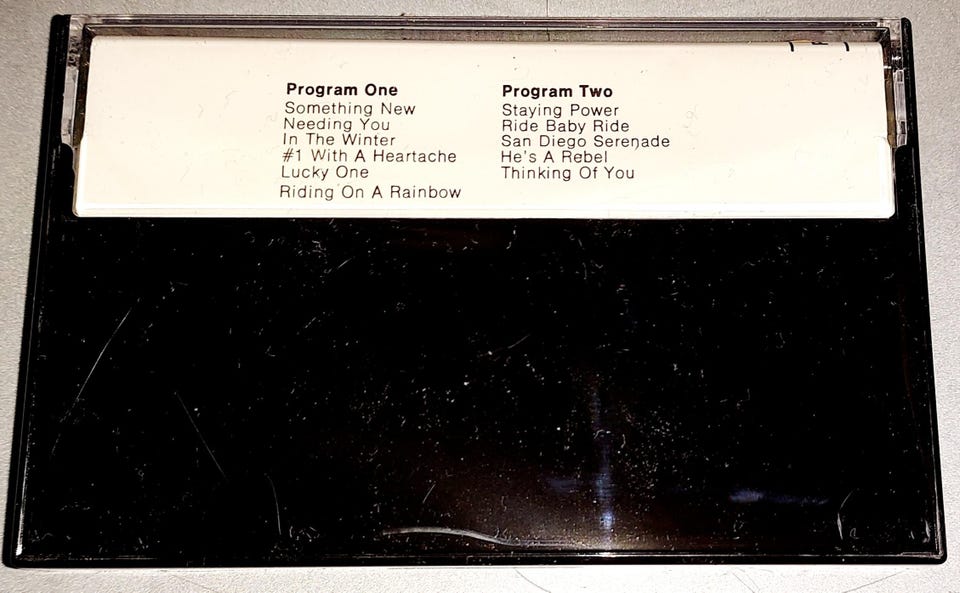 Program One
Something New
Needing You
In The Winter
#1 With A Heartache
Lucky One
Riding On A Rainbow
Program Two
Staying Power
Ride Baby Ride
San Diego Serenade
He's A Rebel
Thinking Of You